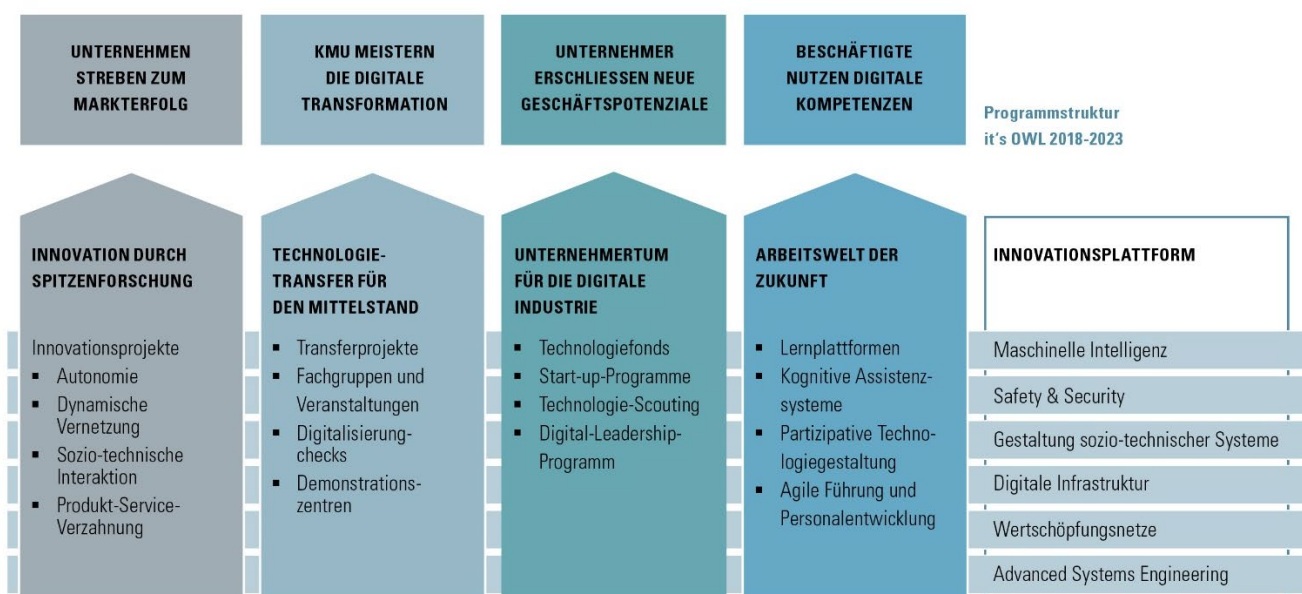 UNTERNEHMEN
STREBEN ZUM
MARKTERFOLG
KMU MEISTERN
DIE DIGITALE
TRANSFORMATION
UNTERNEHMER
ERSCHLIESSEN NEUE
GESCHÄFTSPOTENZIALE
BESCHÄFTIGTE
NUTZEN DIGITALE
KOMPETENZEN
Programmstruktur
it's OWL 2018-2023
INNOVATION DURCH
SPITZENFORSCHUNG
Innovationsprojekte
▪ Autonomie
▪ Dynamische
Vernetzung
▪ Sozio-technische
Interaktion
▪ Produkt-Service-
Verzahnung
TECHNOLOGIE-
TRANSFER FÜR
DEN MITTELSTAND
▪ Transferprojekte
▪ Fachgruppen und
Veranstaltungen
▪ Digitalisierung-
checks
▪ Demonstrations-
zentren
UNTERNEHMERTUM
FÜR DIE DIGITALE
INDUSTRIE
▪ Technologiefonds
▪ Start-up-Programme
▪ Technologie-Scouting
▪ Digital-Leadership-
Programm
ARBEITSWELT DER
ZUKUNFT
▪ Lernplattformen
▪ Kognitive Assistenz-
systeme
▪ Partizipative Techno-
logiegestaltung
▪ Agile Führung und
Personalentwicklung
INNOVATIONSPLATTFORM
Maschinelle Intelligenz
Safety & Security
Gestaltung sozio-technischer Systeme
Digitale Infrastruktur
Wertschöpfungsnetze
Advanced Systems Engineering